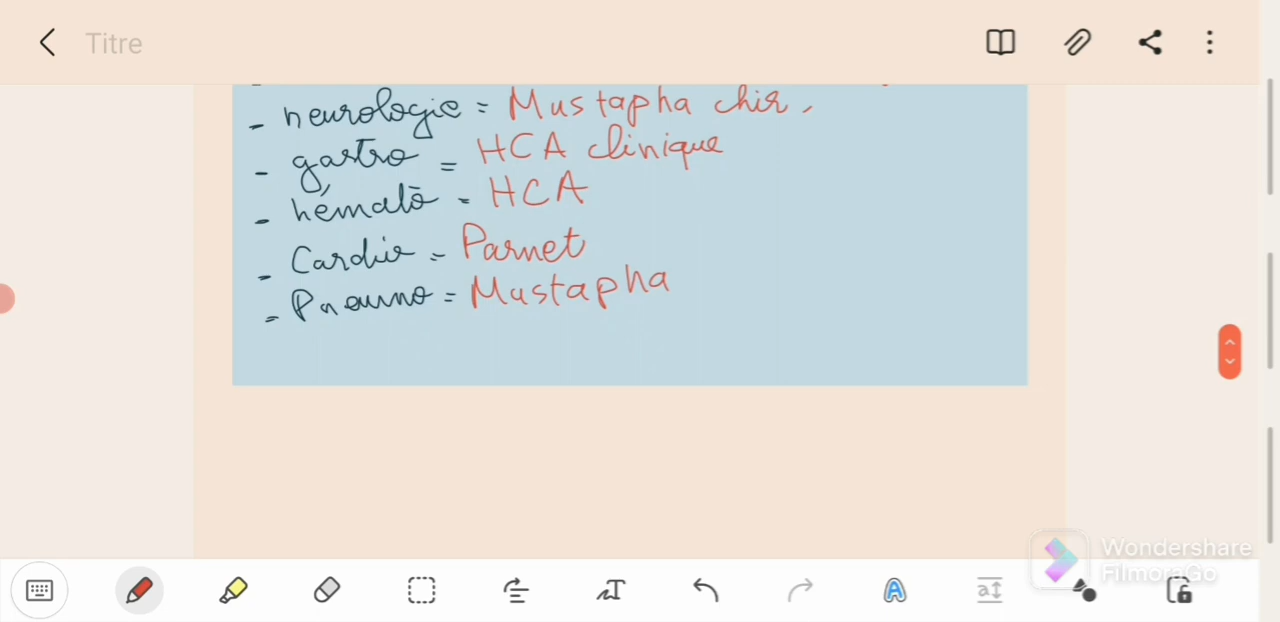 Titre
- neurologie = Mustapha chir.
- gastro = HCA clinique
- hémato = HCA
- Cardio = Parnet
- Pneumo = Mustapha
Wondershare
FilmoraGo